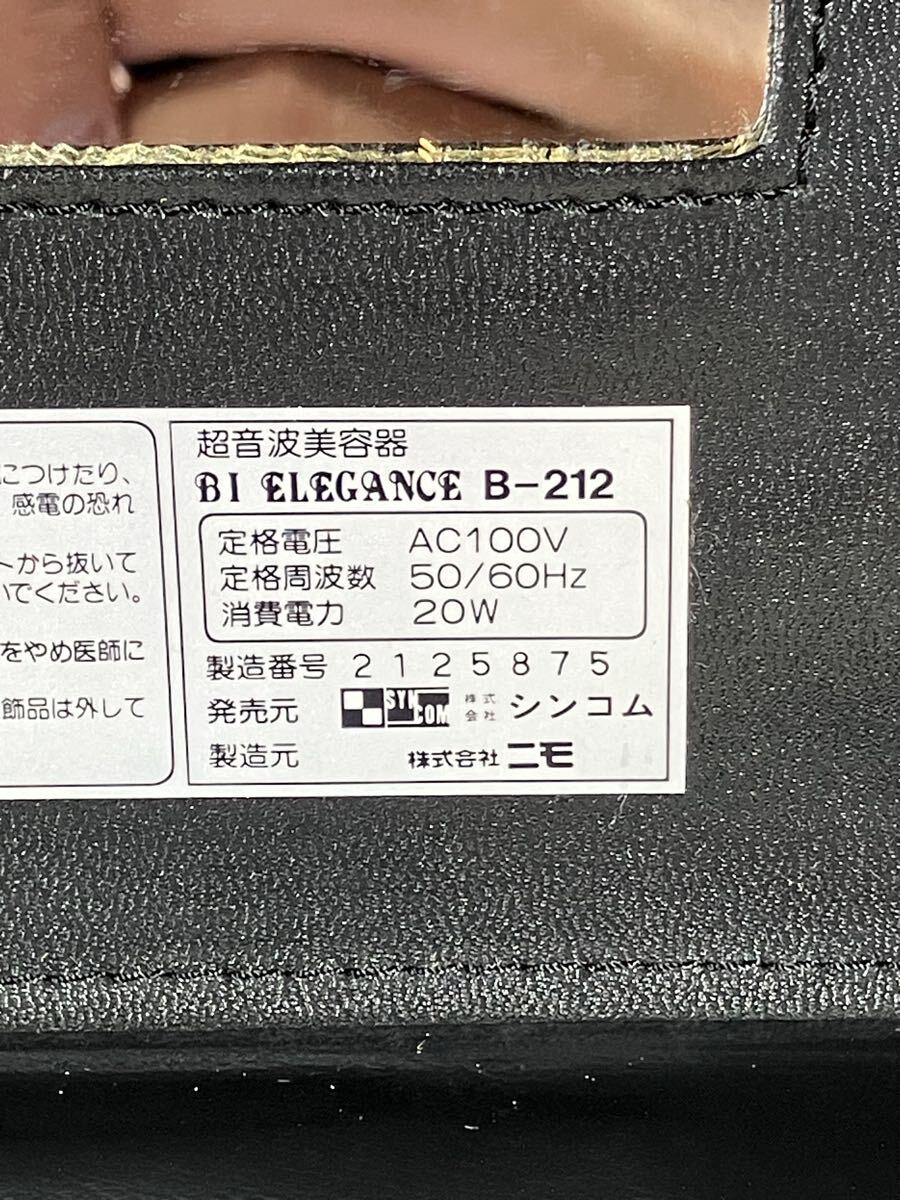 につけたり、
感電の恐れ
トから抜いて
いでください。
をやめ医師に
飾品は外して
超音波美容器
BI ELEGANCE B-212
定格電圧 AC100V
定格周波数 50/60Hz
消費電力 20W
製造番号 2125875
発売元 SYNCOM 株式会社 シンコム
製造元 株式会社 ニモ